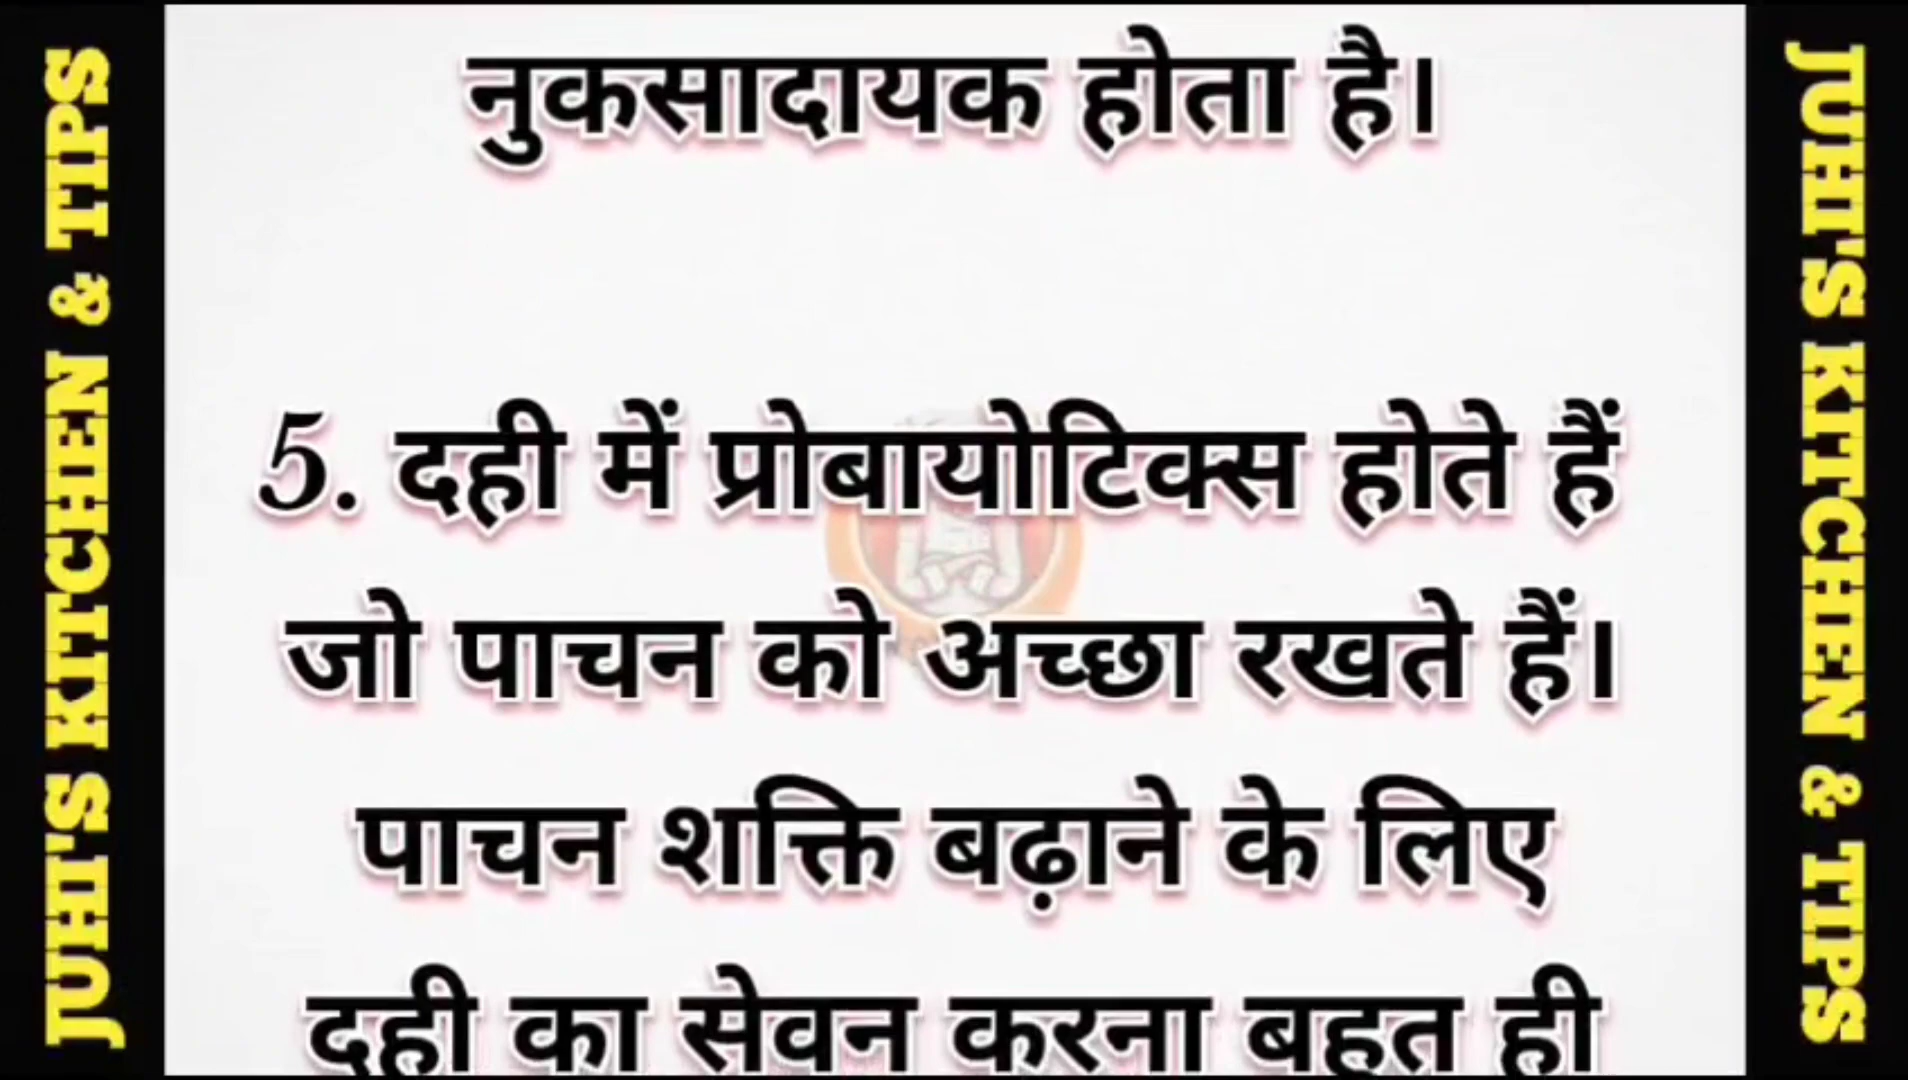 JUHI'S KITCHEN & TIPS
नुकसादायक होता है।
5. दही में प्रोबायोटिक्स होते हैं
जो पाचन को अच्छा रखते हैं।
पाचन शक्ति बढ़ाने के लिए
दही का सेवन करना बहुत ही
JUHI'S KITCHEN & TIPS